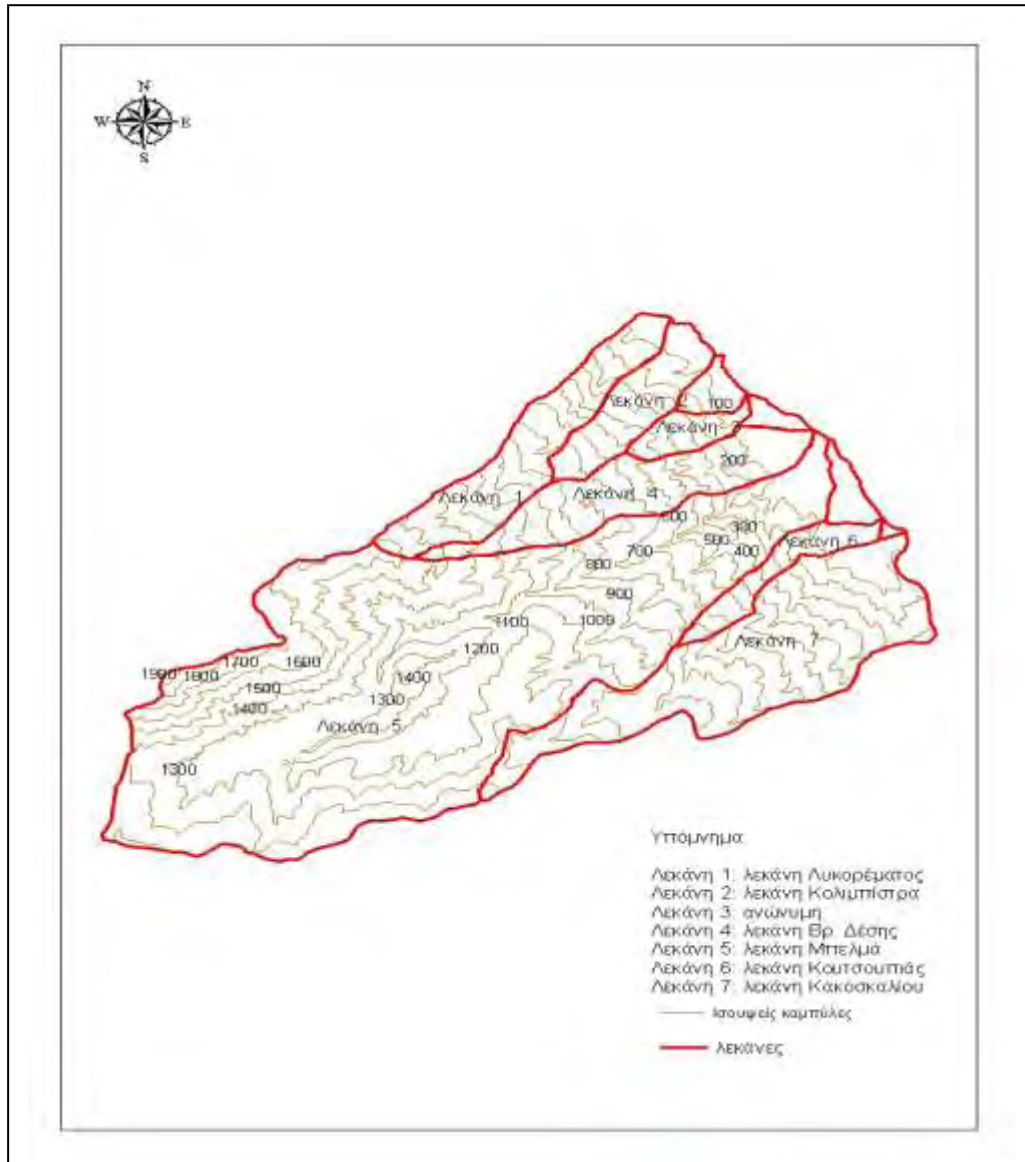 N
W E
S
Λεκάνη 2
100
Λεκάνη 3
200
Λεκάνη 1
Λεκάνη 4
600
300
500
Λεκάνη 6
700
400
800
900
1100
1000
Λεκάνη 7
1200
1700
1600
1900
1800
1400
1500
1300
1400
Λεκάνη 5
1300
Υπόμνημα
Λεκάνη 1: λεκάνη Λυκορέματος
Λεκάνη 2: λεκάνη Κολιμπίστρα
Λεκάνη 3: ανώνυμη
Λεκάνη 4: λεκάνη Βρ. Δέσης
Λεκάνη 5: λεκάνη Μπελμά
Λεκάνη 6: λεκάνη Κουτσουπιάς
Λεκάνη 7: λεκάνη Κακοσκαλίου
Ισουψείς καμπύλες
λεκάνες